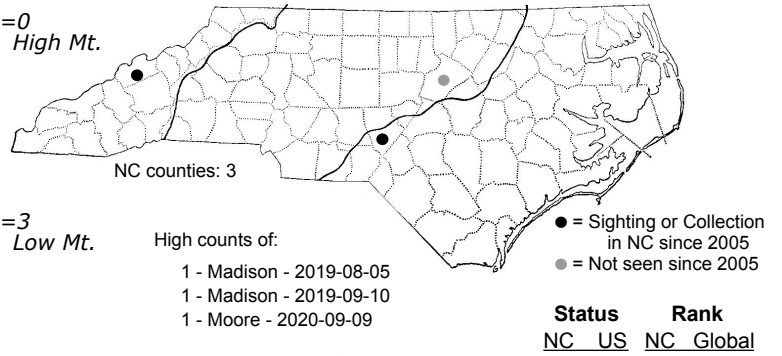 =0
High Mt.
NC counties: 3
=3
Low Mt.
High counts of:
1 - Madison - 2019-08-05
1 - Madison - 2019-09-10
1 - Moore - 2020-09-09
● = Sighting or Collection
in NC since 2005
● = Not seen since 2005
Status Rank
NC US NC Global